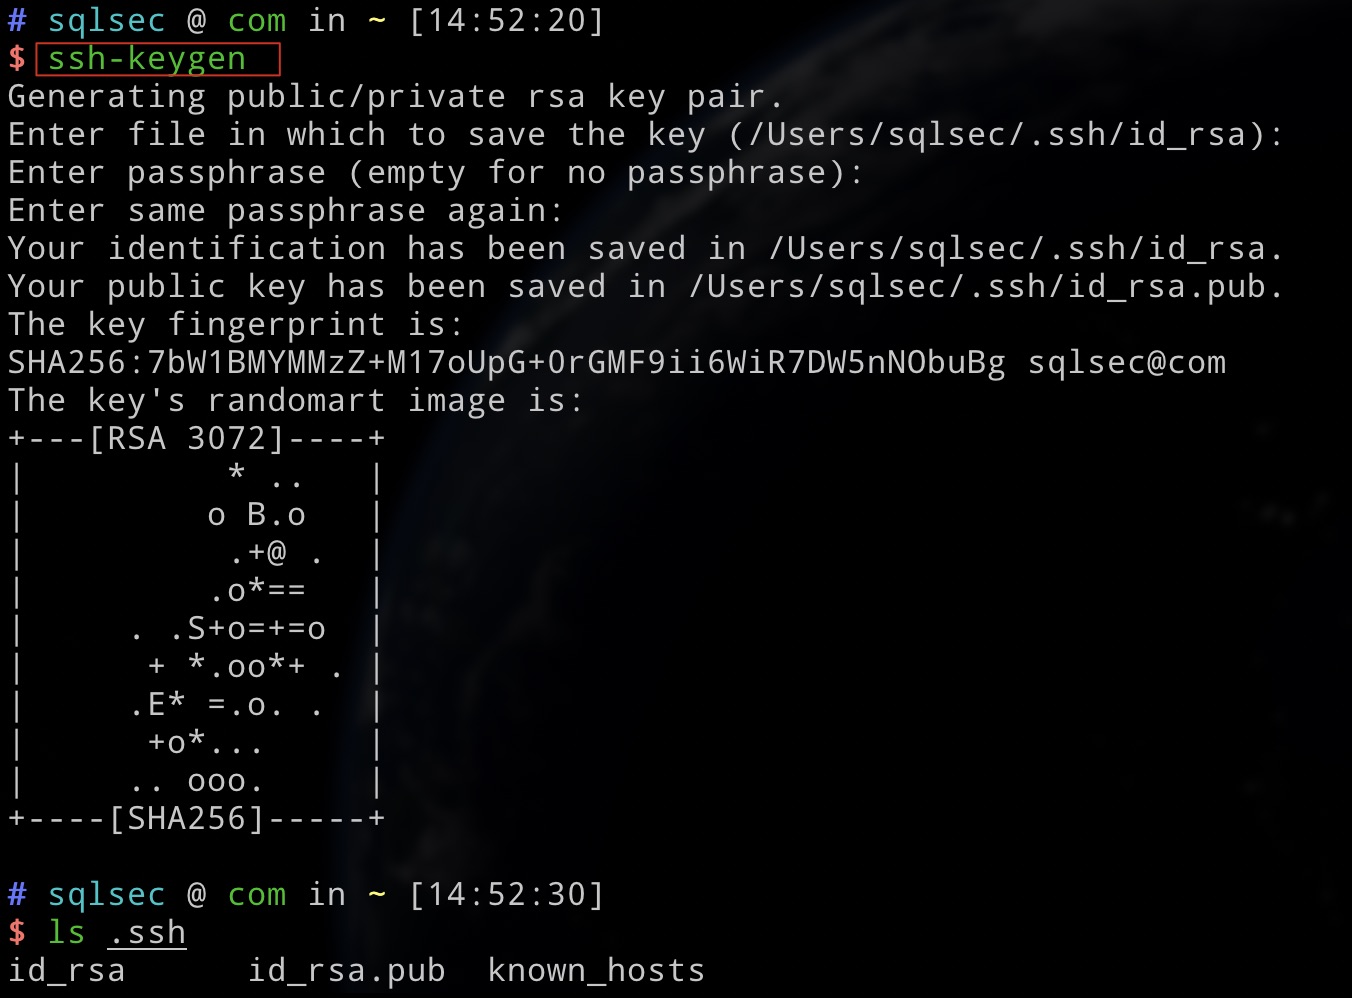 # sqlsec @ com in ~ [14:52:20]
$ ssh-keygen
Generating public/private rsa key pair.
Enter file in which to save the key (/Users/sqlsec/.ssh/id_rsa):
Enter passphrase (empty for no passphrase):
Enter same passphrase again:
Your identification has been saved in /Users/sqlsec/.ssh/id_rsa.
Your public key has been saved in /Users/sqlsec/.ssh/id_rsa.pub.
The key fingerprint is:
SHA256:7bW1BMYMMzZ+M17oUpG+0rGMF9ii6WiR7DW5nNObuBg sqlsec@com
The key's randomart image is:
+---[RSA 3072]----+
|          * ..   |
|         o B.o   |
|          .+@ .  |
|         .o*==   |
|     . .S+o=+=o  |
|      + *.oo*+ . |
|     .E* =.o. .  |
|      +o*...     |
|     .. ooo.     |
+----[SHA256]-----+
# sqlsec @ com in ~ [14:52:30]
$ ls .ssh
id_rsa      id_rsa.pub  known_hosts